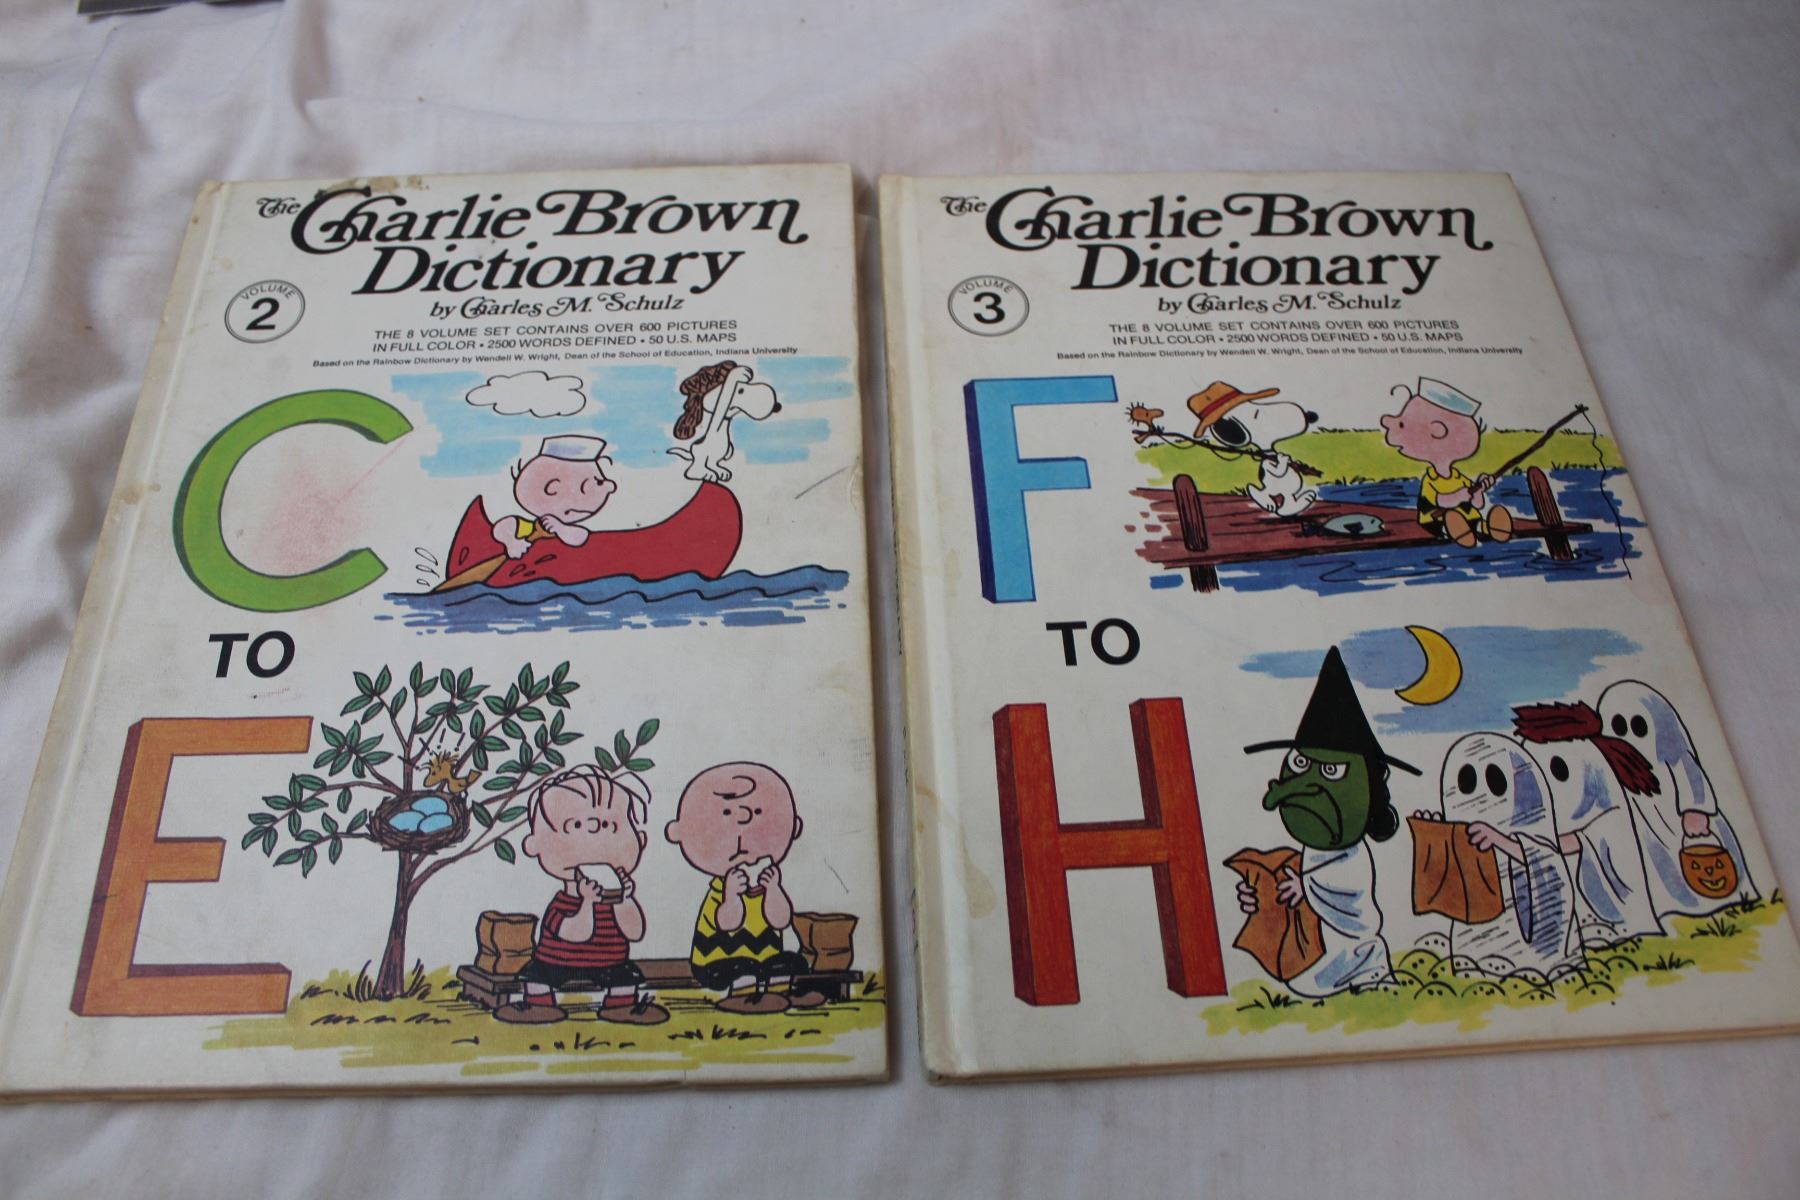 The Charlie Brown
Dictionary
by Charles M. Schulz
VOLUME
2
THE 8 VOLUME SET CONTAINS OVER 600 PICTURES
IN FULL COLOR • 2500 WORDS DEFINED • 50 U.S. MAPS
Based on the Rainbow Dictionary by Wendell W. Wright, Dean of the School of Education, Indiana University
C
TO
E
The Charlie Brown
Dictionary
by Charles M. Schulz
VOLUME
3
THE 8 VOLUME SET CONTAINS OVER 600 PICTURES
IN FULL COLOR • 2500 WORDS DEFINED • 50 U.S. MAPS
Based on the Rainbow Dictionary by Wendell W. Wright, Dean of the School of Education, Indiana University
F
TO
H